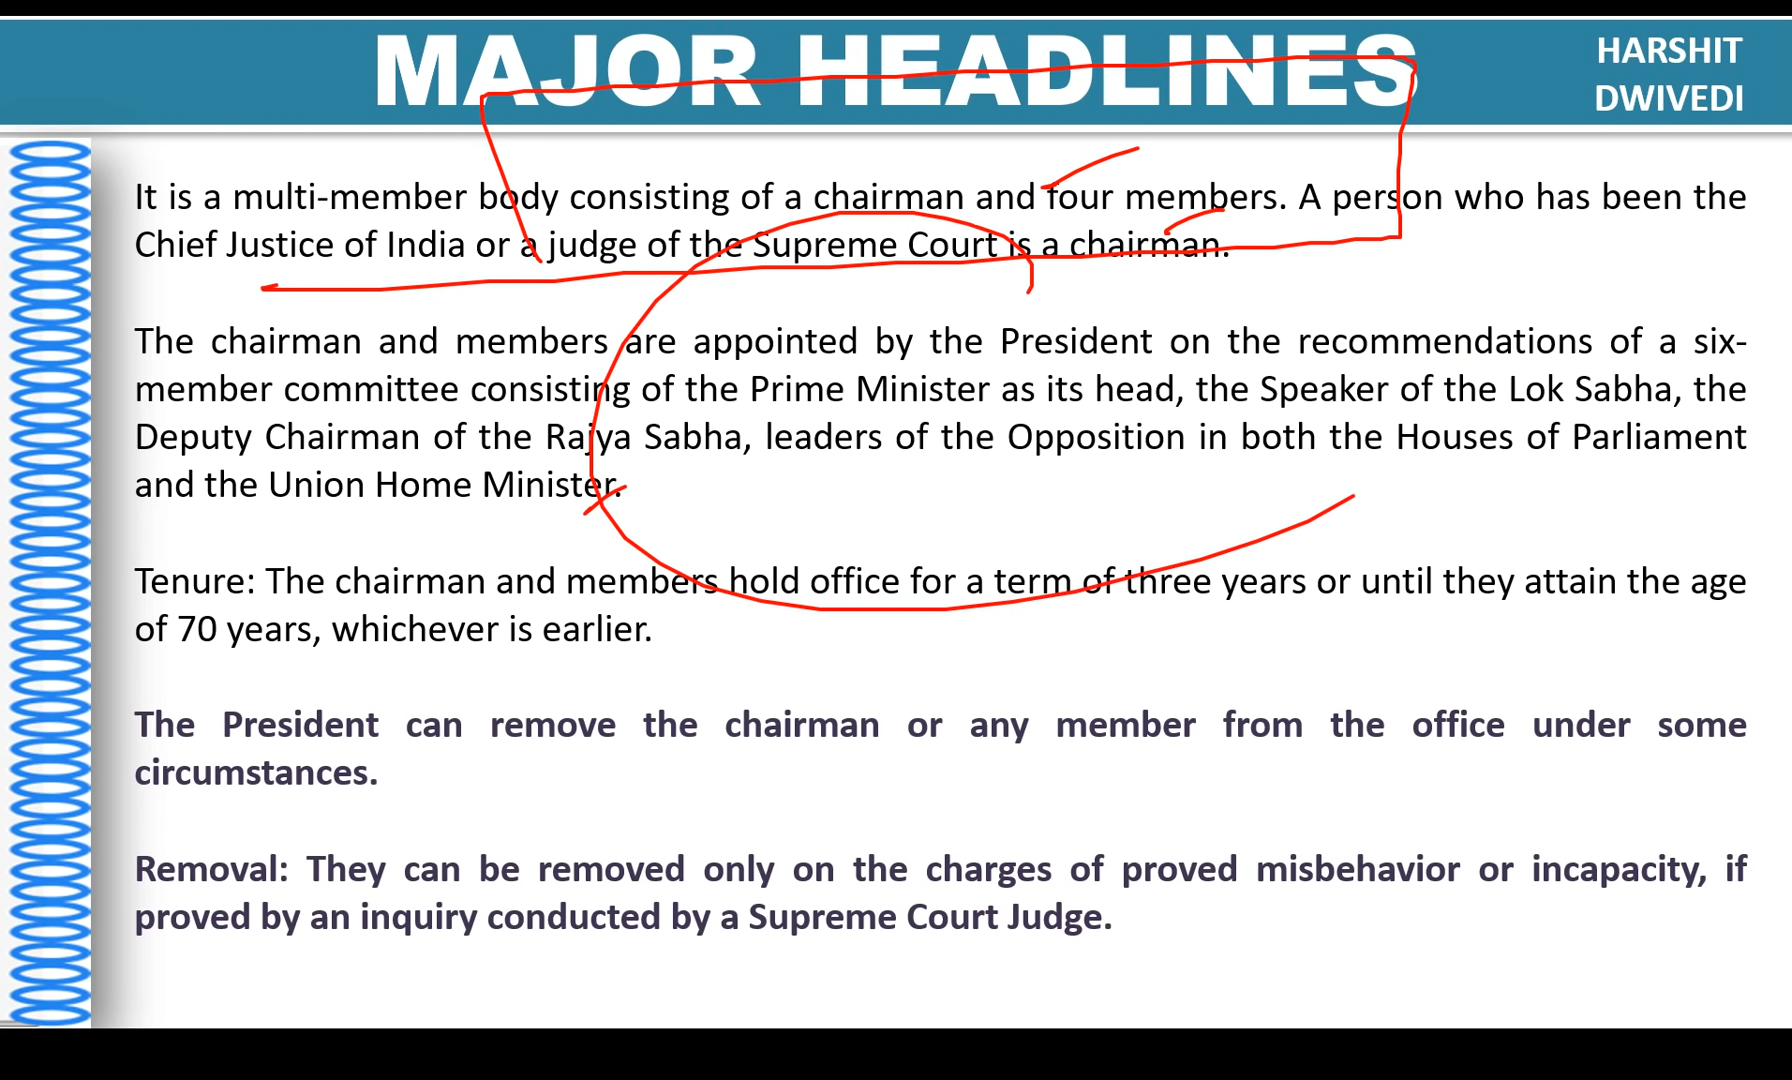 MAJOR HEADLINES
HARSHIT
DWIVEDI
It is a multi-member body consisting of a chairman and four members. A person who has been the
Chief Justice of India or a judge of the Supreme Court is a chairman.
The chairman and members are appointed by the President on the recommendations of a six-
member committee consisting of the Prime Minister as its head, the Speaker of the Lok Sabha, the
Deputy Chairman of the Rajya Sabha, leaders of the Opposition in both the Houses of Parliament
and the Union Home Minister.
Tenure: The chairman and members hold office for a term of three years or until they attain the age
of 70 years, whichever is earlier.
The President can remove the chairman or any member from the office under some
circumstances.
Removal: They can be removed only on the charges of proved misbehavior or incapacity, if
proved by an inquiry conducted by a Supreme Court Judge.